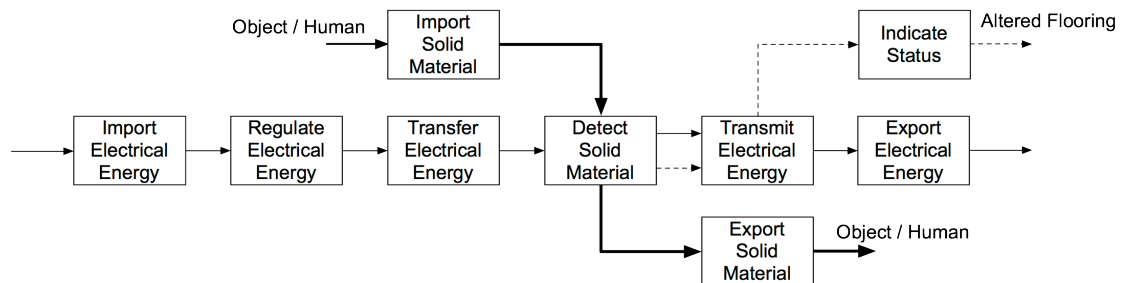 Object / Human
Import
Solid
Material
Indicate
Status
Altered Flooring
Import
Electrical
Energy
Regulate
Electrical
Energy
Transfer
Electrical
Energy
Detect
Solid
Material
Transmit
Electrical
Energy
Export
Electrical
Energy
Export
Solid
Material
Object / Human